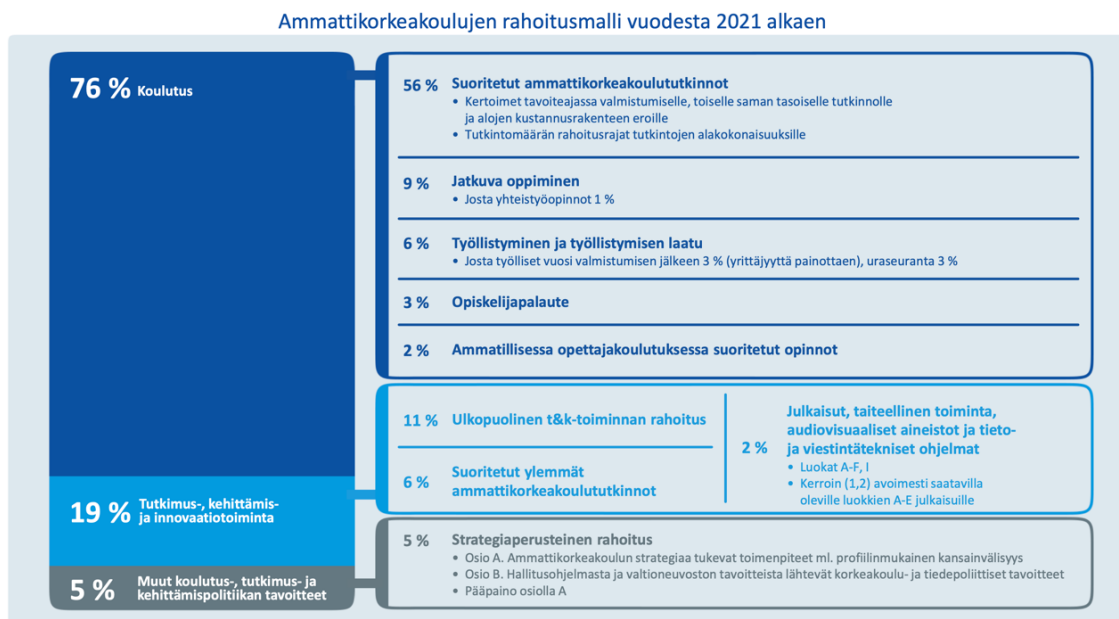 Ammattikorkeakoulujen rahoitusmalli vuodesta 2021 alkaen
76 % Koulutus
56 % Suoritetut ammattikorkeakoulututkinnot
• Kertoimet tavoiteajassa valmistumiselle, toiselle saman tasoiselle tutkinnolle
ja alojen kustannusrakenteen eroille
• Tutkintomäärän rahoitusrajat tutkintojen alakokonaisuuksille
9 % Jatkuva oppiminen
• Josta yhteistyöopinnot 1 %
6 % Työllistyminen ja työllistymisen laatu
• Josta työlliset vuosi valmistumisen jälkeen 3 % (yrittäjyyttä painottaen), uraseuranta 3 %
3 % Opiskelijapalaute
2 % Ammatillisessa opettajakoulutuksessa suoritetut opinnot
19 % Tutkimus-, kehittämis-
ja innovaatiotoiminta
11 % Ulkopuolinen t&k-toiminnan rahoitus
6 % Suoritetut ylemmät
ammattikorkeakoulututkinnot
2 % Julkaisut, taiteellinen toiminta,
audiovisuaaliset aineistot ja tieto-
ja viestintätekniset ohjelmat
• Luokat A-F, I
• Kerroin (1,2) avoimesti saatavilla
oleville luokkien A-E julkaisuille
5 % Muut koulutus-, tutkimus- ja
kehittämispolitiikan tavoitteet
5 % Strategiaperusteinen rahoitus
• Osio A. Ammattikorkeakoulun strategiaa tukevat toimenpiteet ml. profiilinmukainen kansainvälisyys
• Osio B. Hallitusohjelmasta ja valtioneuvoston tavoitteista lähtevät korkeakoulu- ja tiedepoliittiset tavoitteet
• Pääpaino osiolla A